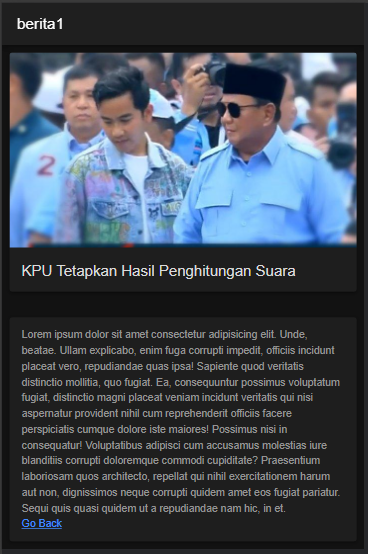 berita1
2
KPU Tetapkan Hasil Penghitungan Suara
Lorem ipsum dolor sit amet consectetur adipisicing elit. Unde,
beatae. Ullam explicabo, enim fuga corrupti impedit, officiis incidunt
placeat vero, repudiandae quas ipsa! Sapiente quod veritatis
distinctio mollitia, quo fugiat. Ea, consequuntur possimus voluptatum
fugiat, distinctio magni placeat veniam incidunt veritatis qui nisi
aspernatur provident nihil cum reprehenderit officiis facere
perspiciatis cumque dolore iste maiores! Possimus nisi in
consequatur! Voluptatibus adipisci cum accusamus molestias iure
blanditiis corrupti doloremque commodi cupiditate? Praesentium
laboriosam quos architecto, repellat qui nihil exercitationem harum
aut non, dignissimos neque corrupti quidem amet eos fugiat pariatur.
Sequi quis quasi quidem ut a repudiandae nam hic, in et.
Go Back